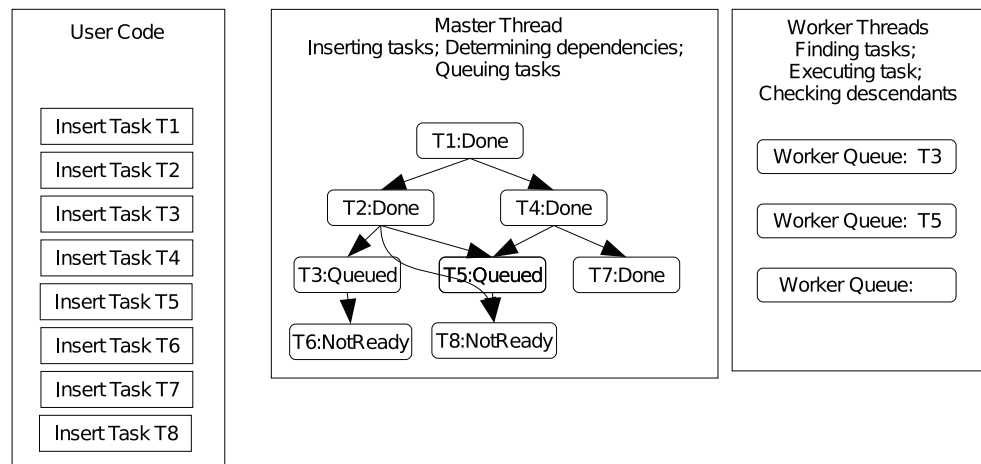 User Code
Insert Task T1
Insert Task T2
Insert Task T3
Insert Task T4
Insert Task T5
Insert Task T6
Insert Task T7
Insert Task T8
Master Thread
Inserting tasks; Determining dependencies;
Queuing tasks
T1:Done
T2:Done
T4:Done
T3:Queued
T5:Queued
T7:Done
T6:NotReady
T8:NotReady
Worker Threads
Finding tasks;
Executing task;
Checking descendants
Worker Queue: T3
Worker Queue: T5
Worker Queue: